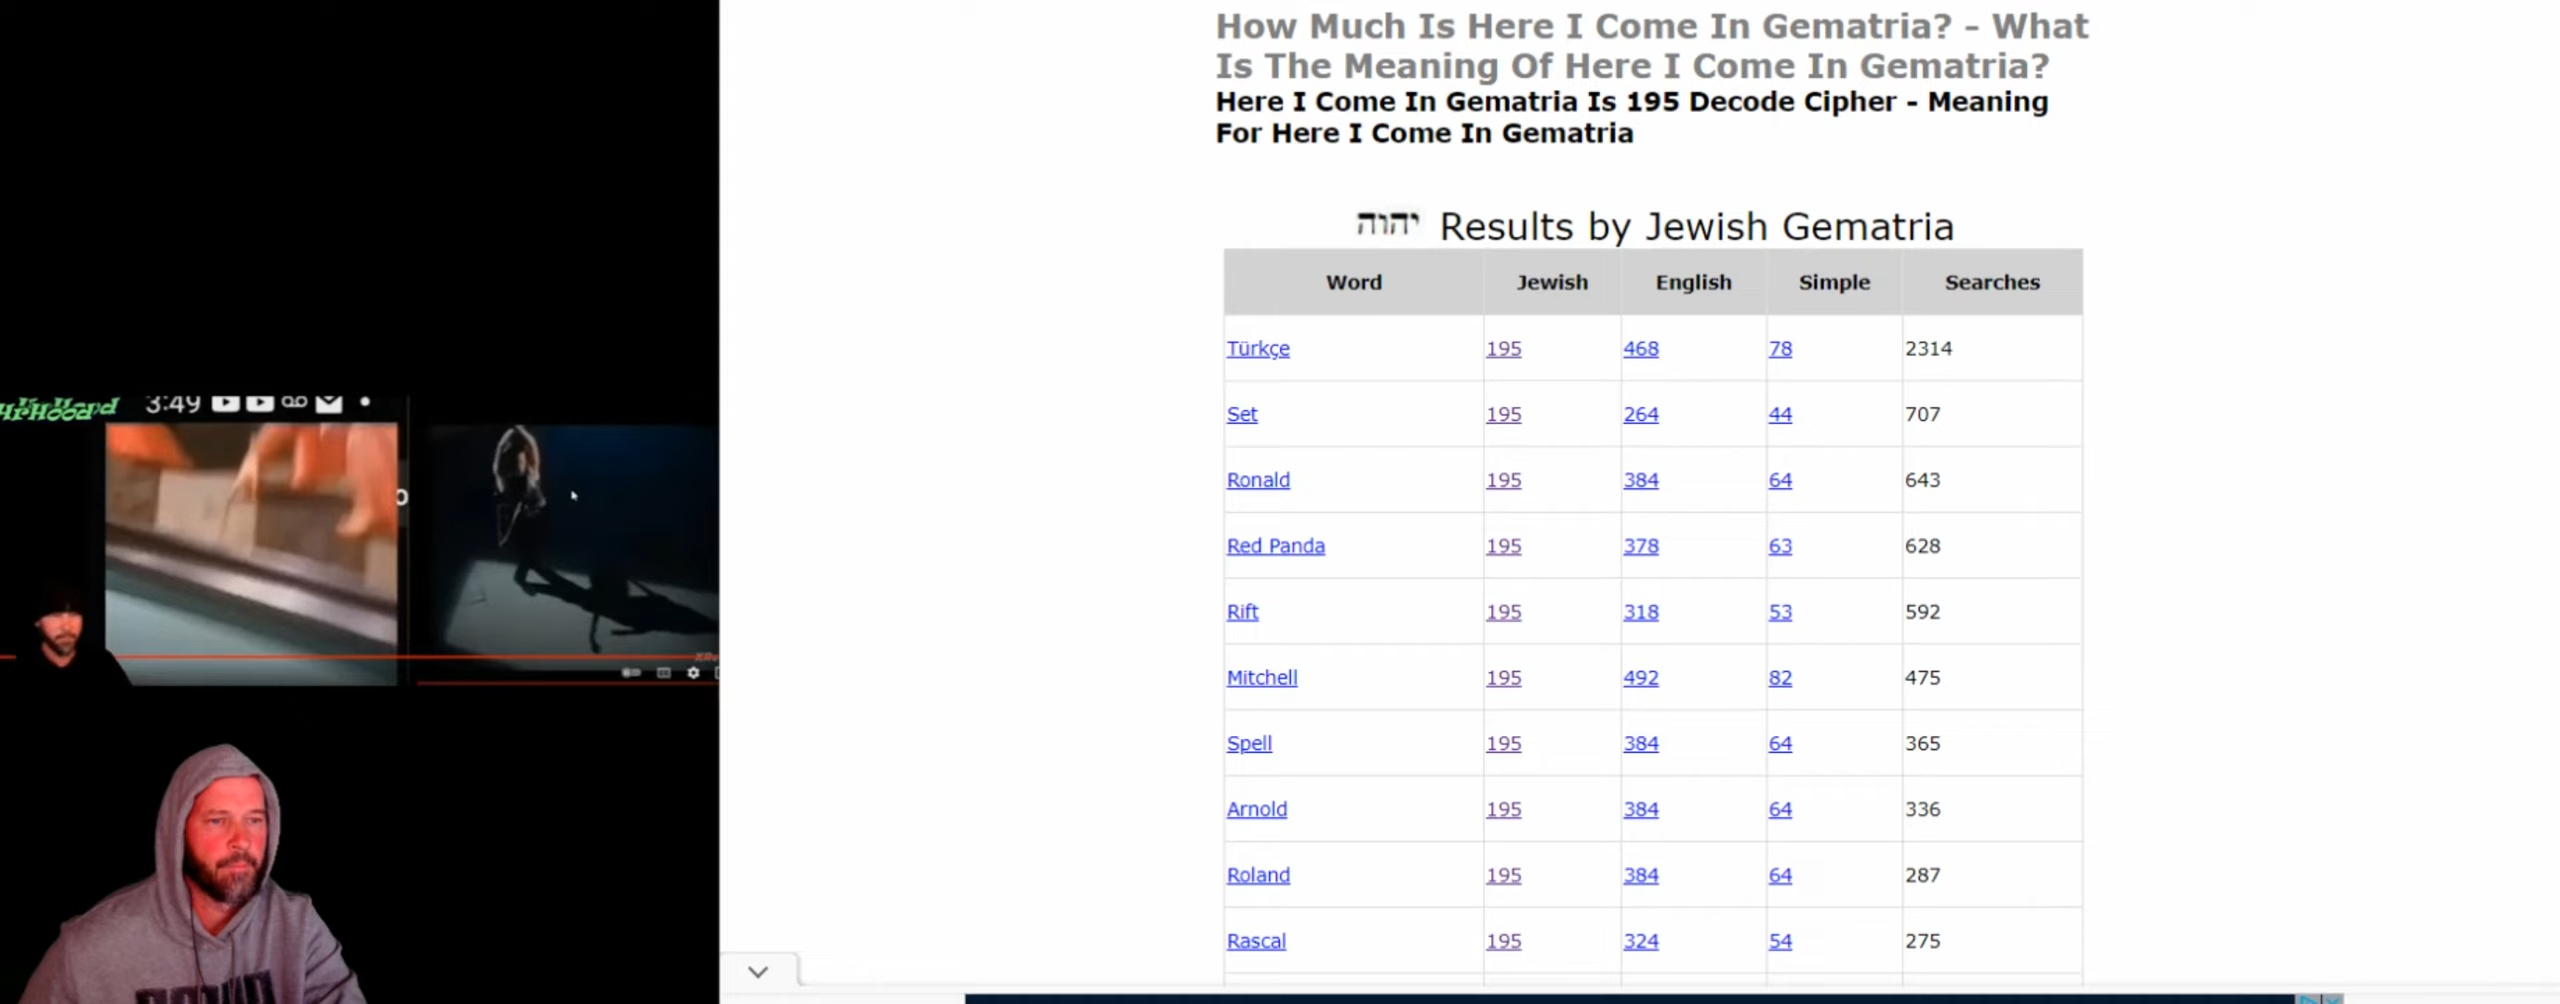 How Much Is Here I Come In Gematria? - What
Is The Meaning Of Here I Come In Gematria?
Here I Come In Gematria Is 195 Decode Cipher - Meaning
For Here I Come In Gematria
יהוה Results by Jewish Gematria
Word Jewish English Simple Searches
Türkçe 195 468 78 2314
Set 195 264 44 707
Ronald 195 384 64 643
Red Panda 195 378 63 628
Rift 195 318 53 592
Mitchell 195 492 82 475
Spell 195 384 64 365
Arnold 195 384 64 336
Roland 195 384 64 287
Rascal 195 324 54 275
3:49